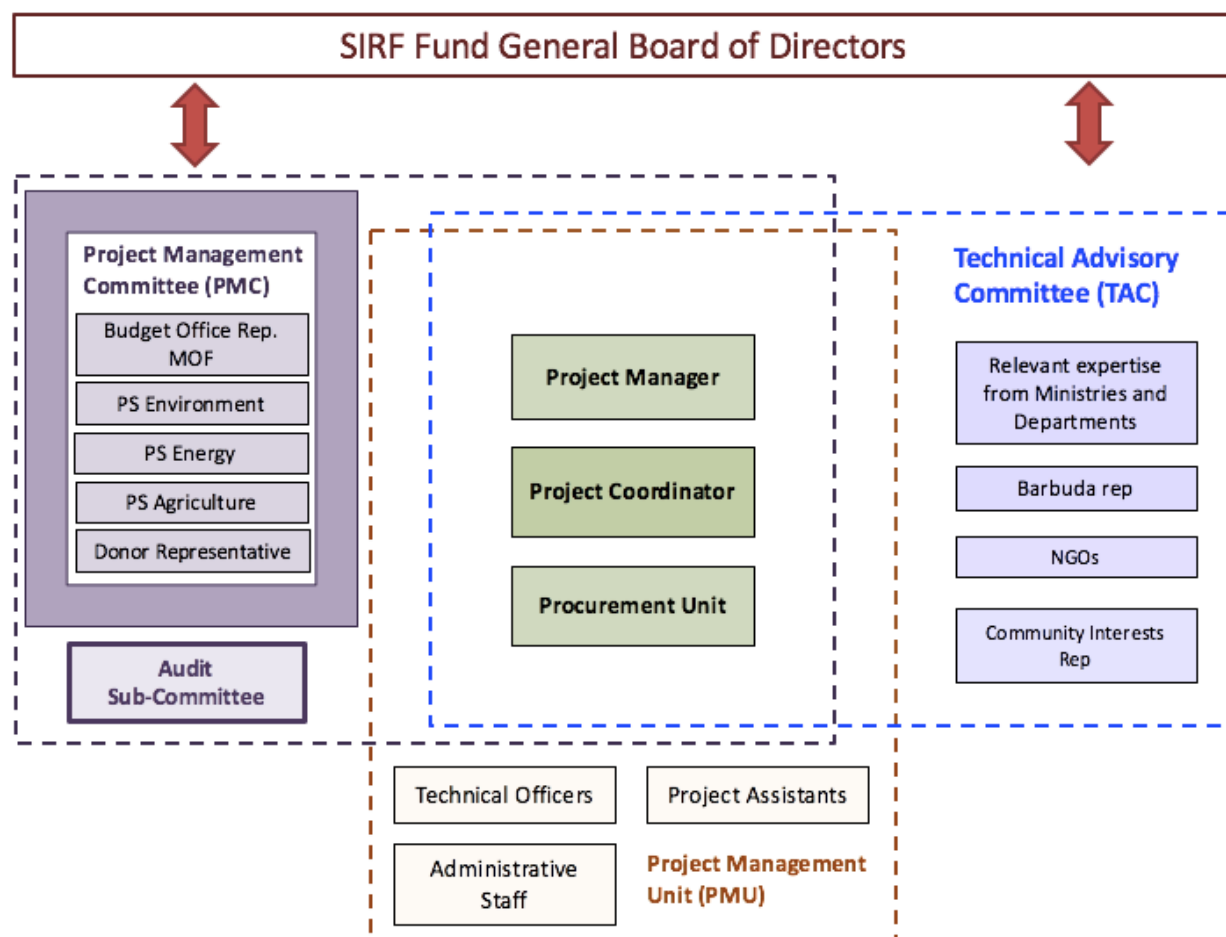 SIRF Fund General Board of Directors
Project Management
Committee (PMC)
Budget Office Rep.
MOF
PS Environment
PS Energy
PS Agriculture
Donor Representative
Audit
Sub-Committee
Project Manager
Project Coordinator
Procurement Unit
Technical Advisory
Committee (TAC)
Relevant expertise
from Ministries and
Departments
Barbuda rep
NGOs
Community Interests
Rep
Technical Officers
Project Assistants
Administrative
Staff
Project Management
Unit (PMU)